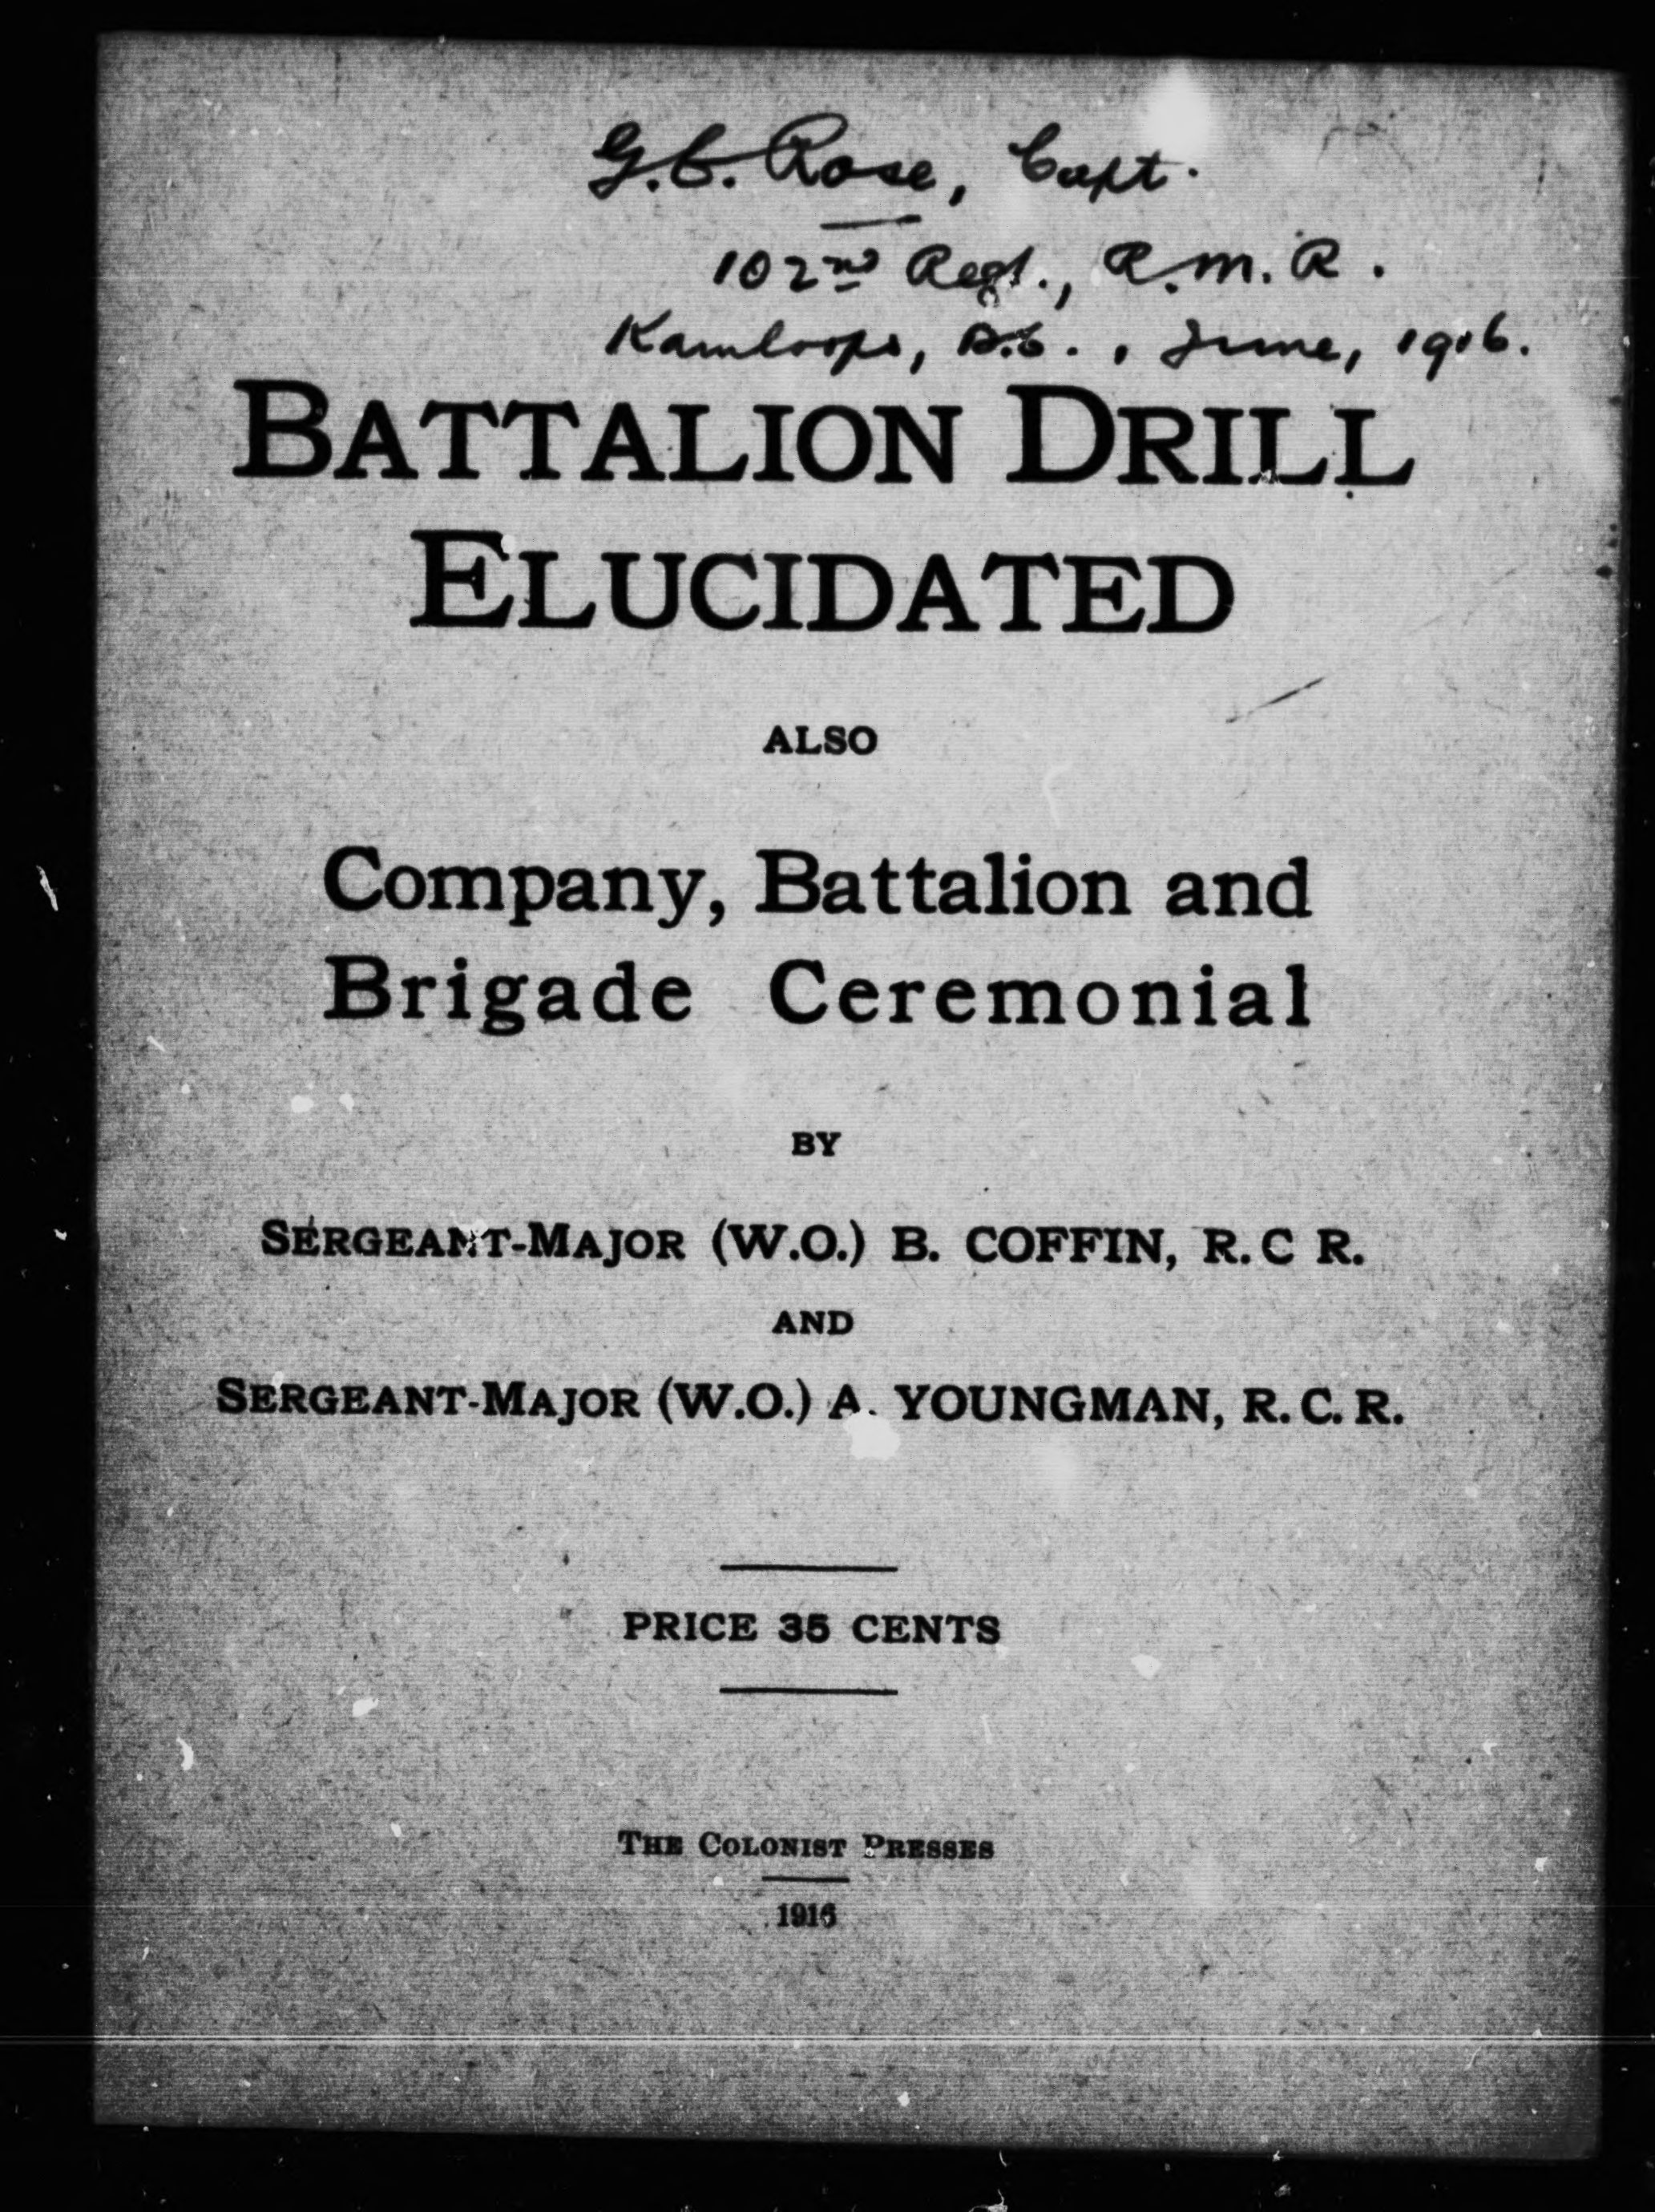 G.C. Rose, Capt.
102nd Regt., R.M.R.
Kamloops, B.C., June, 1916.
BATTALION DRILL
ELUCIDATED
ALSO
Company, Battalion and
Brigade Ceremonial
BY
SERGEANT-MAJOR (W.O.) B. COFFIN, R.C R.
AND
SERGEANT-MAJOR (W.O.) A. YOUNGMAN, R.C.R.
PRICE 35 CENTS
THE COLONIST PRESSES
1916